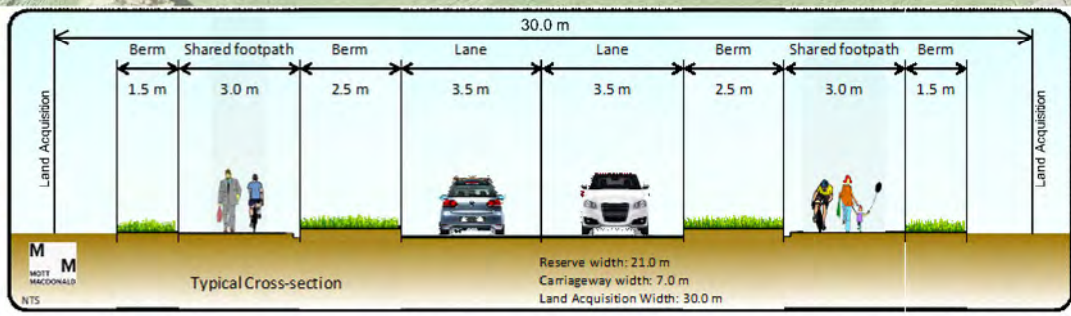 30.0 m
Berm Shared footpath Berm Lane Lane Berm Shared footpath Berm
1.5 m 3.0 m 2.5 m 3.5 m 3.5 m 2.5 m 3.0 m 1.5 m
Land Acquisition
Land Acquisition
M
M
MOTT
MACDONALD
NTS
Typical Cross-section
Reserve width: 21.0 m
Carriageway width: 7.0 m
Land Acquisition Width: 30.0 m